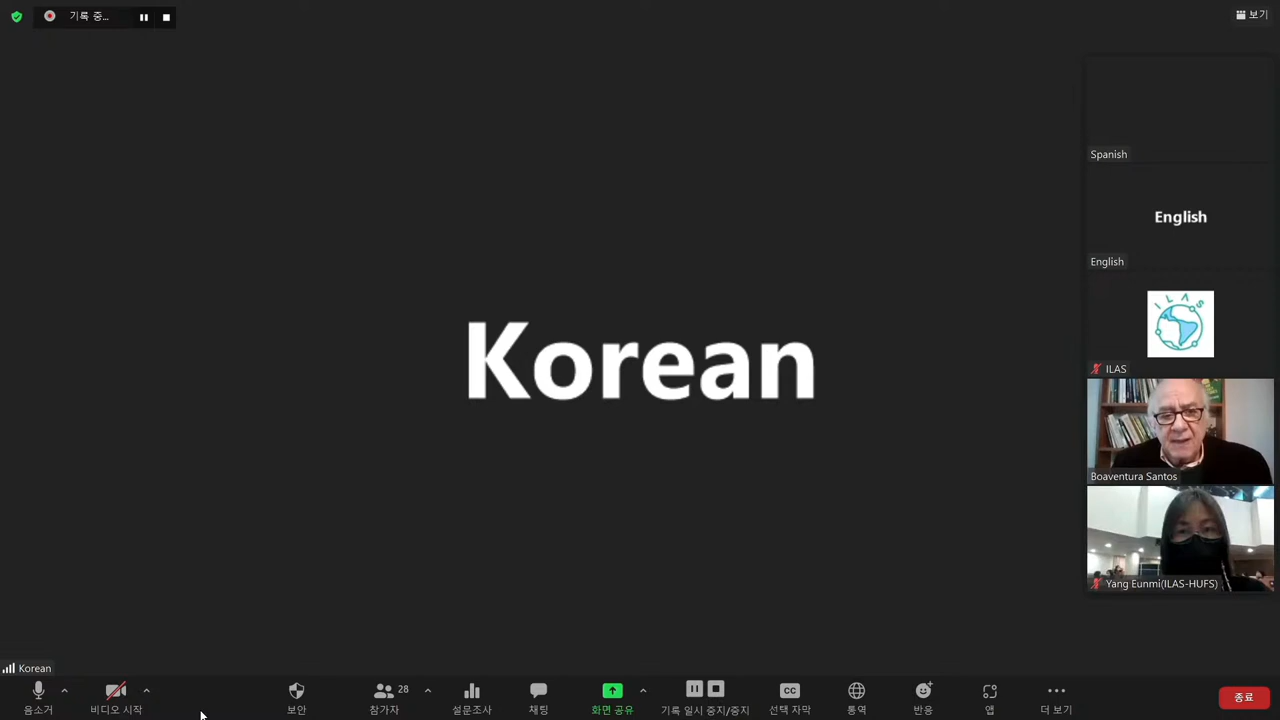 기록 중...
보기
Spanish
English
English
ILAS
ILAS
Boaventura Santos
Yang Eunmi(ILAS-HUFS)
Korean
Korean
음소거
비디오 시작
보안
28
참가자
설문조사
채팅
화면 공유
기록 일시 중지/중지
CC
선택 자막
통역
반응
앱
더 보기
종료